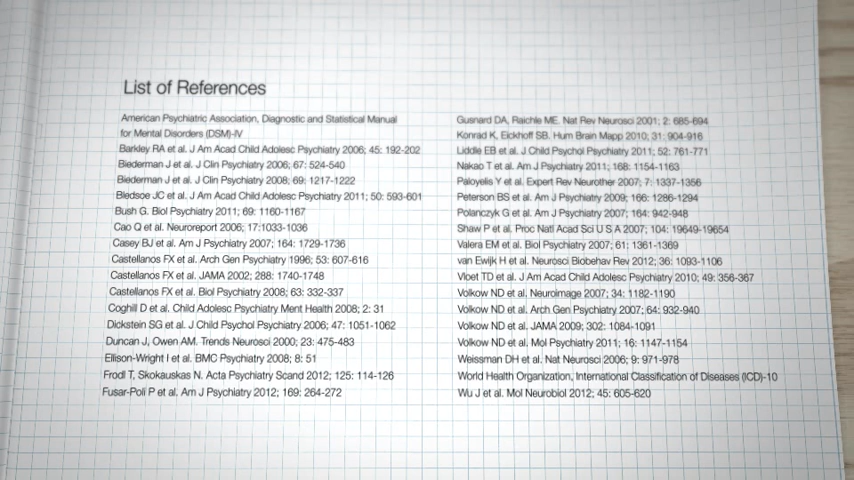 List of References
American Psychiatric Association, Diagnostic and Statistical Manual
for Mental Disorders (DSM)-IV
Barkley RA et al. J Am Acad Child Adolesc Psychiatry 2006; 45: 192-202
Biederman J et al. J Clin Psychiatry 2006; 67: 524-540
Biederman J et al. J Clin Psychiatry 2008; 69: 1217-1222
Bledsoe JC et al. J Am Acad Child Adolesc Psychiatry 2011; 50: 593-601
Bush G. Biol Psychiatry 2011; 69: 1160-1167
Cao Q et al. Neuroreport 2006; 17:1033-1036
Casey BJ et al. Am J Psychiatry 2007; 164: 1729-1736
Castellanos FX et al. Arch Gen Psychiatry 1996; 53: 607-616
Castellanos FX et al. JAMA 2002; 288: 1740-1748
Castellanos FX et al. Biol Psychiatry 2008; 63: 332-337
Coghill D et al. Child Adolesc Psychiatry Ment Health 2008; 2: 31
Dickstein SG et al. J Child Psychol Psychiatry 2006; 47: 1051-1062
Duncan J, Owen AM. Trends Neurosci 2000; 23: 475-483
Ellison-Wright I et al. BMC Psychiatry 2008; 8: 51
Frodl T, Skokauskas N. Acta Psychiatry Scand 2012; 125: 114-126
Fusar-Poli P et al. Am J Psychiatry 2012; 169: 264-272
Gusnard DA, Raichle ME. Nat Rev Neurosci 2001; 2: 685-694
Konrad K, Eickhoff SB. Hum Brain Mapp 2010; 31: 904-916
Liddle EB et al. J Child Psychol Psychiatry 2011; 52: 761-771
Nakao T et al. Am J Psychiatry 2011; 168: 1154-1163
Paloyelis Y et al. Expert Rev Neurother 2007; 7: 1337-1356
Peterson BS et al. Am J Psychiatry 2009; 166: 1286-1294
Polanczyk G et al. Am J Psychiatry 2007; 164: 942-948
Shaw P et al. Proc Natl Acad Sci U S A 2007; 104: 19649-19654
Valera EM et al. Biol Psychiatry 2007; 61: 1361-1369
van Ewijk H et al. Neurosci Biobehav Rev 2012; 36: 1093-1106
Vloet TD et al. J Am Acad Child Adolesc Psychiatry 2010; 49: 356-367
Volkow ND et al. Neuroimage 2007; 34: 1182-1190
Volkow ND et al. Arch Gen Psychiatry 2007; 64: 932-940
Volkow ND et al. JAMA 2009; 302: 1084-1091
Volkow ND et al. Mol Psychiatry 2011; 16: 1147-1154
Weissman DH et al. Nat Neurosci 2006; 9: 971-978
World Health Organization, International Classification of Diseases (ICD)-10
Wu J et al. Mol Neurobiol 2012; 45: 605-620